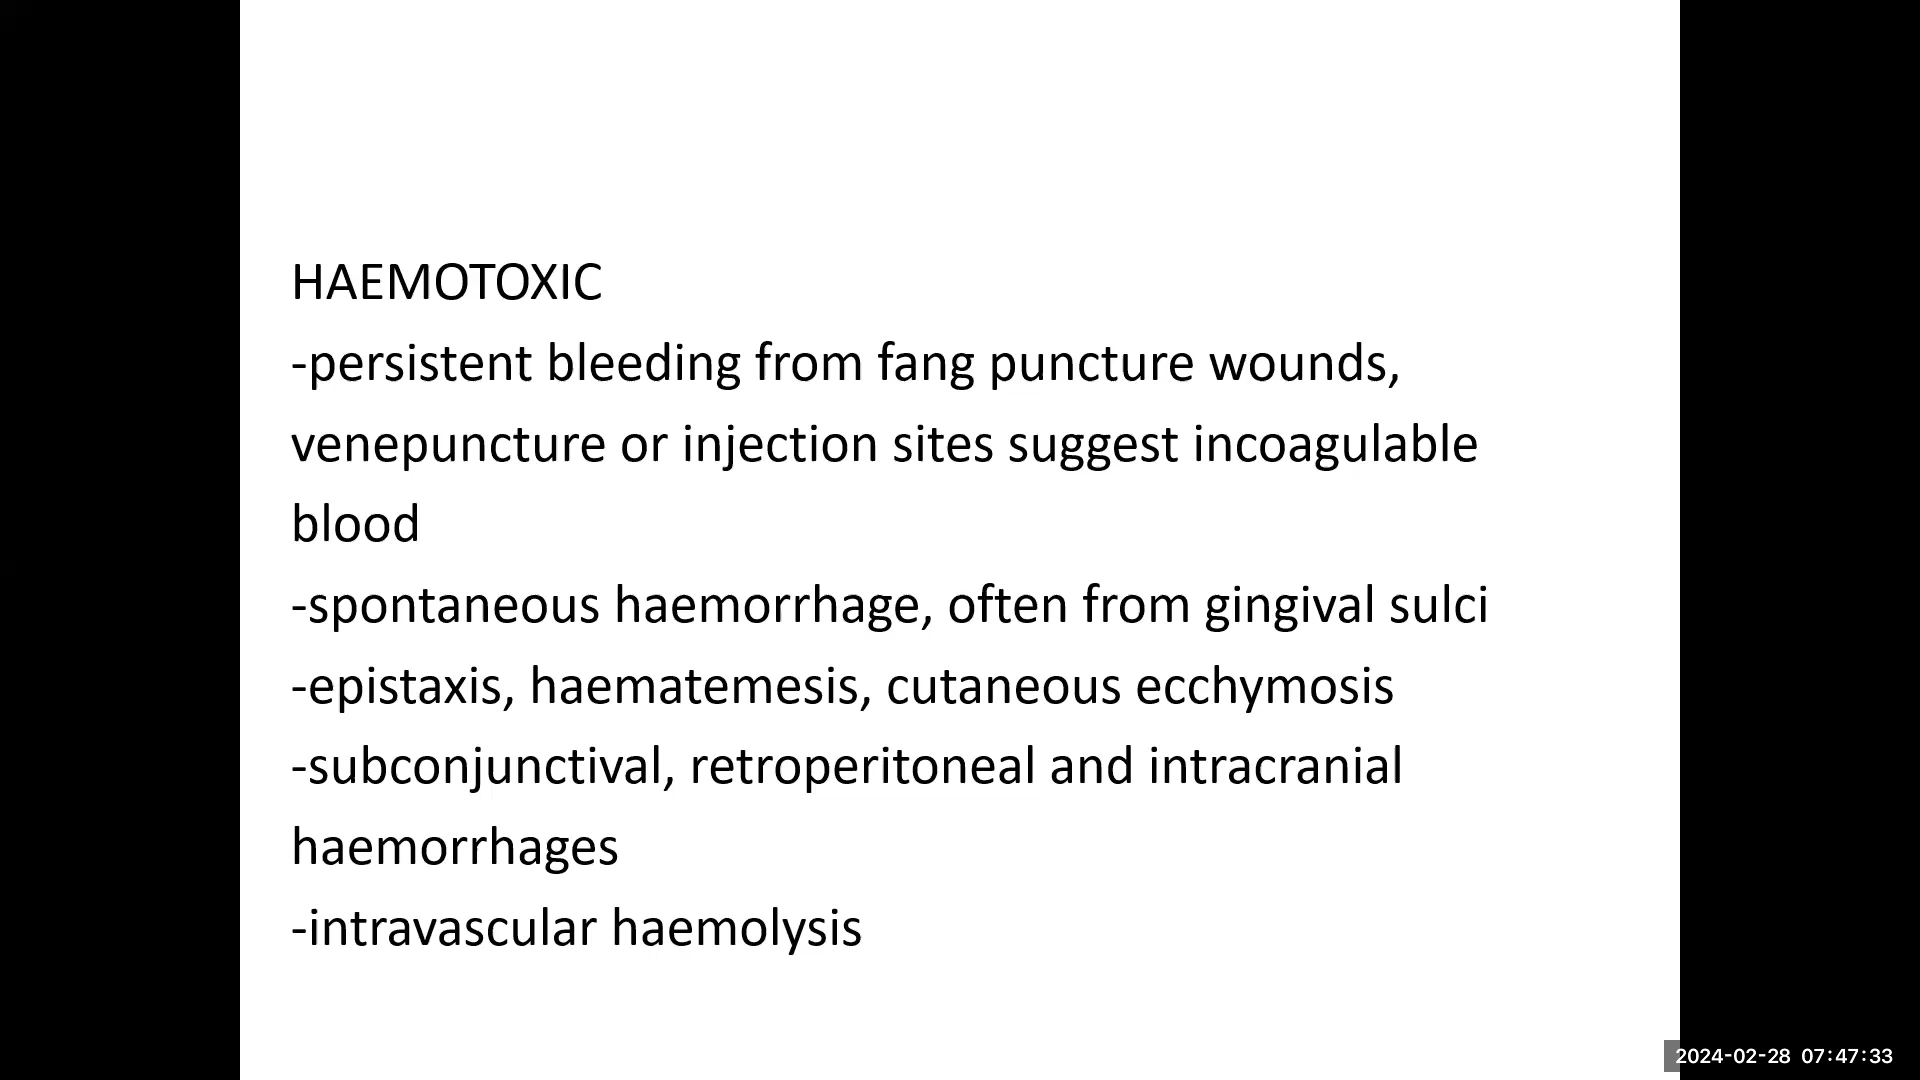 HAEMOTOXIC
-persistent bleeding from fang puncture wounds,
venepuncture or injection sites suggest incoagulable
blood
-spontaneous haemorrhage, often from gingival sulci
-epistaxis, haematemesis, cutaneous ecchymosis
-subconjunctival, retroperitoneal and intracranial
haemorrhages
-intravascular haemolysis
2024-02-28 07:47:33